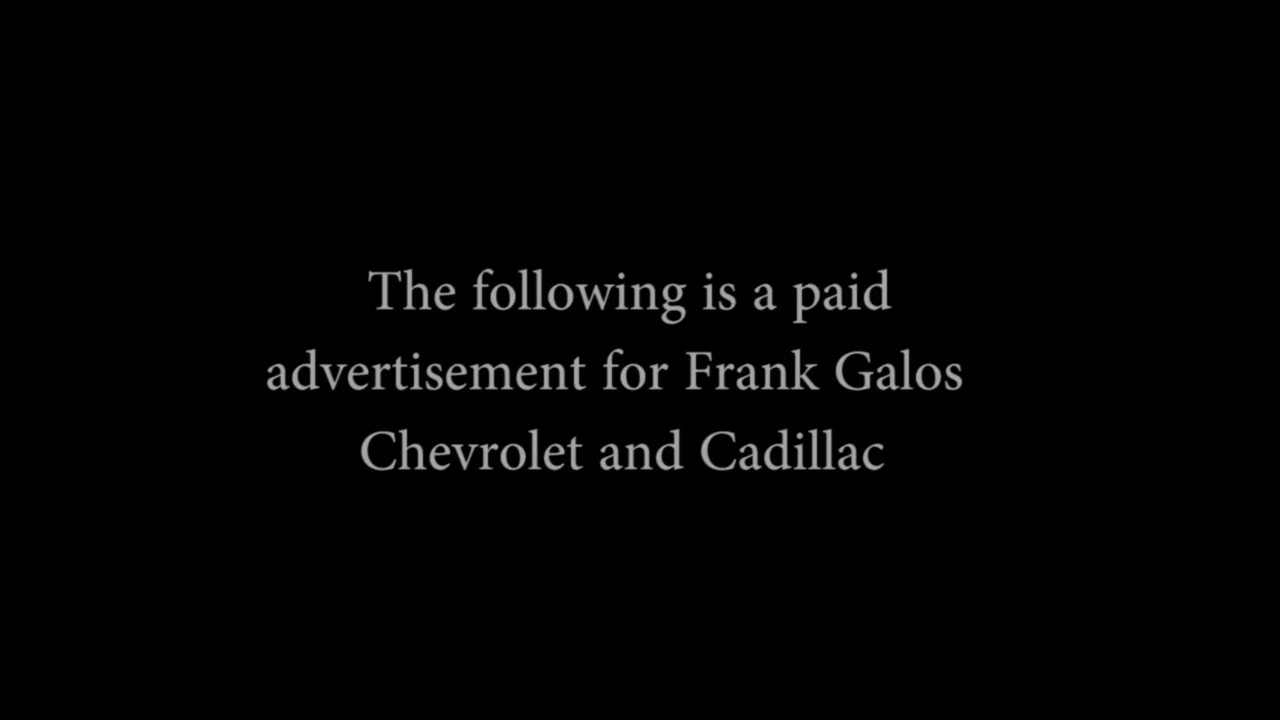 The following is a paid
advertisement for Frank Galos
Chevrolet and Cadillac